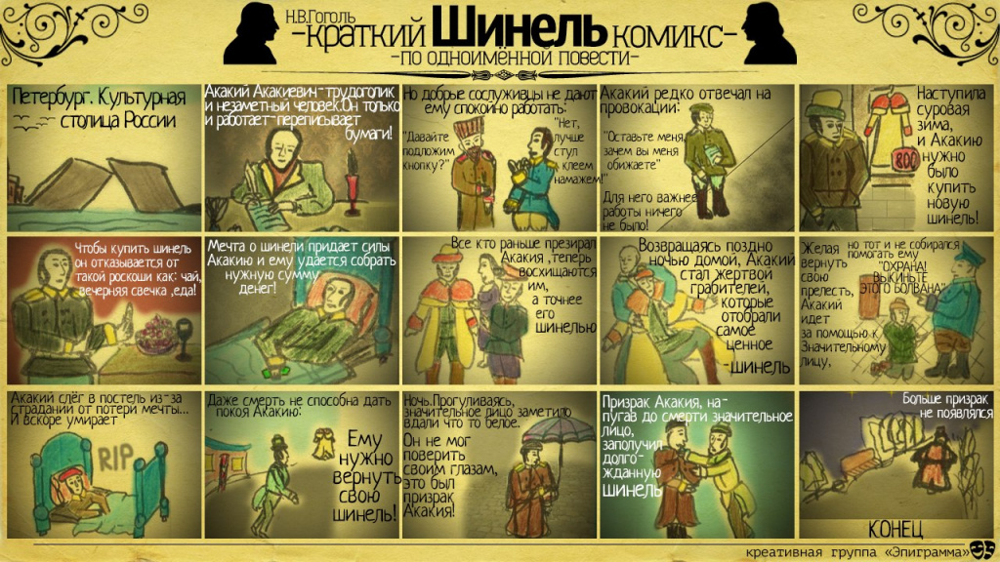 Н.В.Гоголь
-краткий Шинель комикс-
-по одноимённой повести-
Петербург. Культурная
столица России
Акакий Акакиевич-трудоголик
и незаметный человек.Он только
и работает-переписывает
бумаги!
Но добрые сослуживцы не дают
ему спокойно работать:
"Давайте
подложим
кнопку?"
"Нет,
лучше
стул
клеем
намажем!"
Акакий редко отвечал на
провокации:
"Оставьте меня,
зачем вы меня
обижаете"
Для него важнее
работы ничего
не было!
Наступила
суровая
зима,
и Акакию
нужно
было
купить
новую
шинель!
800
Чтобы купить шинель
он отказывается от
такой роскоши как: чай,
вечерняя свечка ,еда!
Мечта о шинели придает силы
Акакию и ему удается собрать
нужную сумму
денег!
Все кто раньше презирал
Акакия ,теперь
восхищаются
им,
а точнее
его
шинелью
Возвращаясь поздно
ночью домой, Акакий
стал жертвой
грабителей,
которые
отобрали
самое
ценное
-шинель
Желая
вернуть
свою
прелесть,
Акакий
идет
за помощью к
Значительному
лицу,
но тот и не собирался
помогать ему
"ОХРАНА!
ВЫКИНЬТЕ
ЭТОГО БОЛВАНА"
Акакий слёг в постель из-за
страдании от потери мечты...
И вскоре умирает
RIP
Даже смерть не способна дать
покоя Акакию:
Ему
нужно
вернуть
свою
шинель!
Ночь.Прогуливаясь,
значительное лицо заметило
вдали что то белое.
Он не мог
поверить
своим глазам,
это был
призрак
Акакия!
Призрак Акакия, на-
пугав до смерти значительное
лицо,
заполучил
долго-
жданную
шинель
Больше призрак
не появлялся
КОНЕЦ
креативная группа «Эпиграмма»